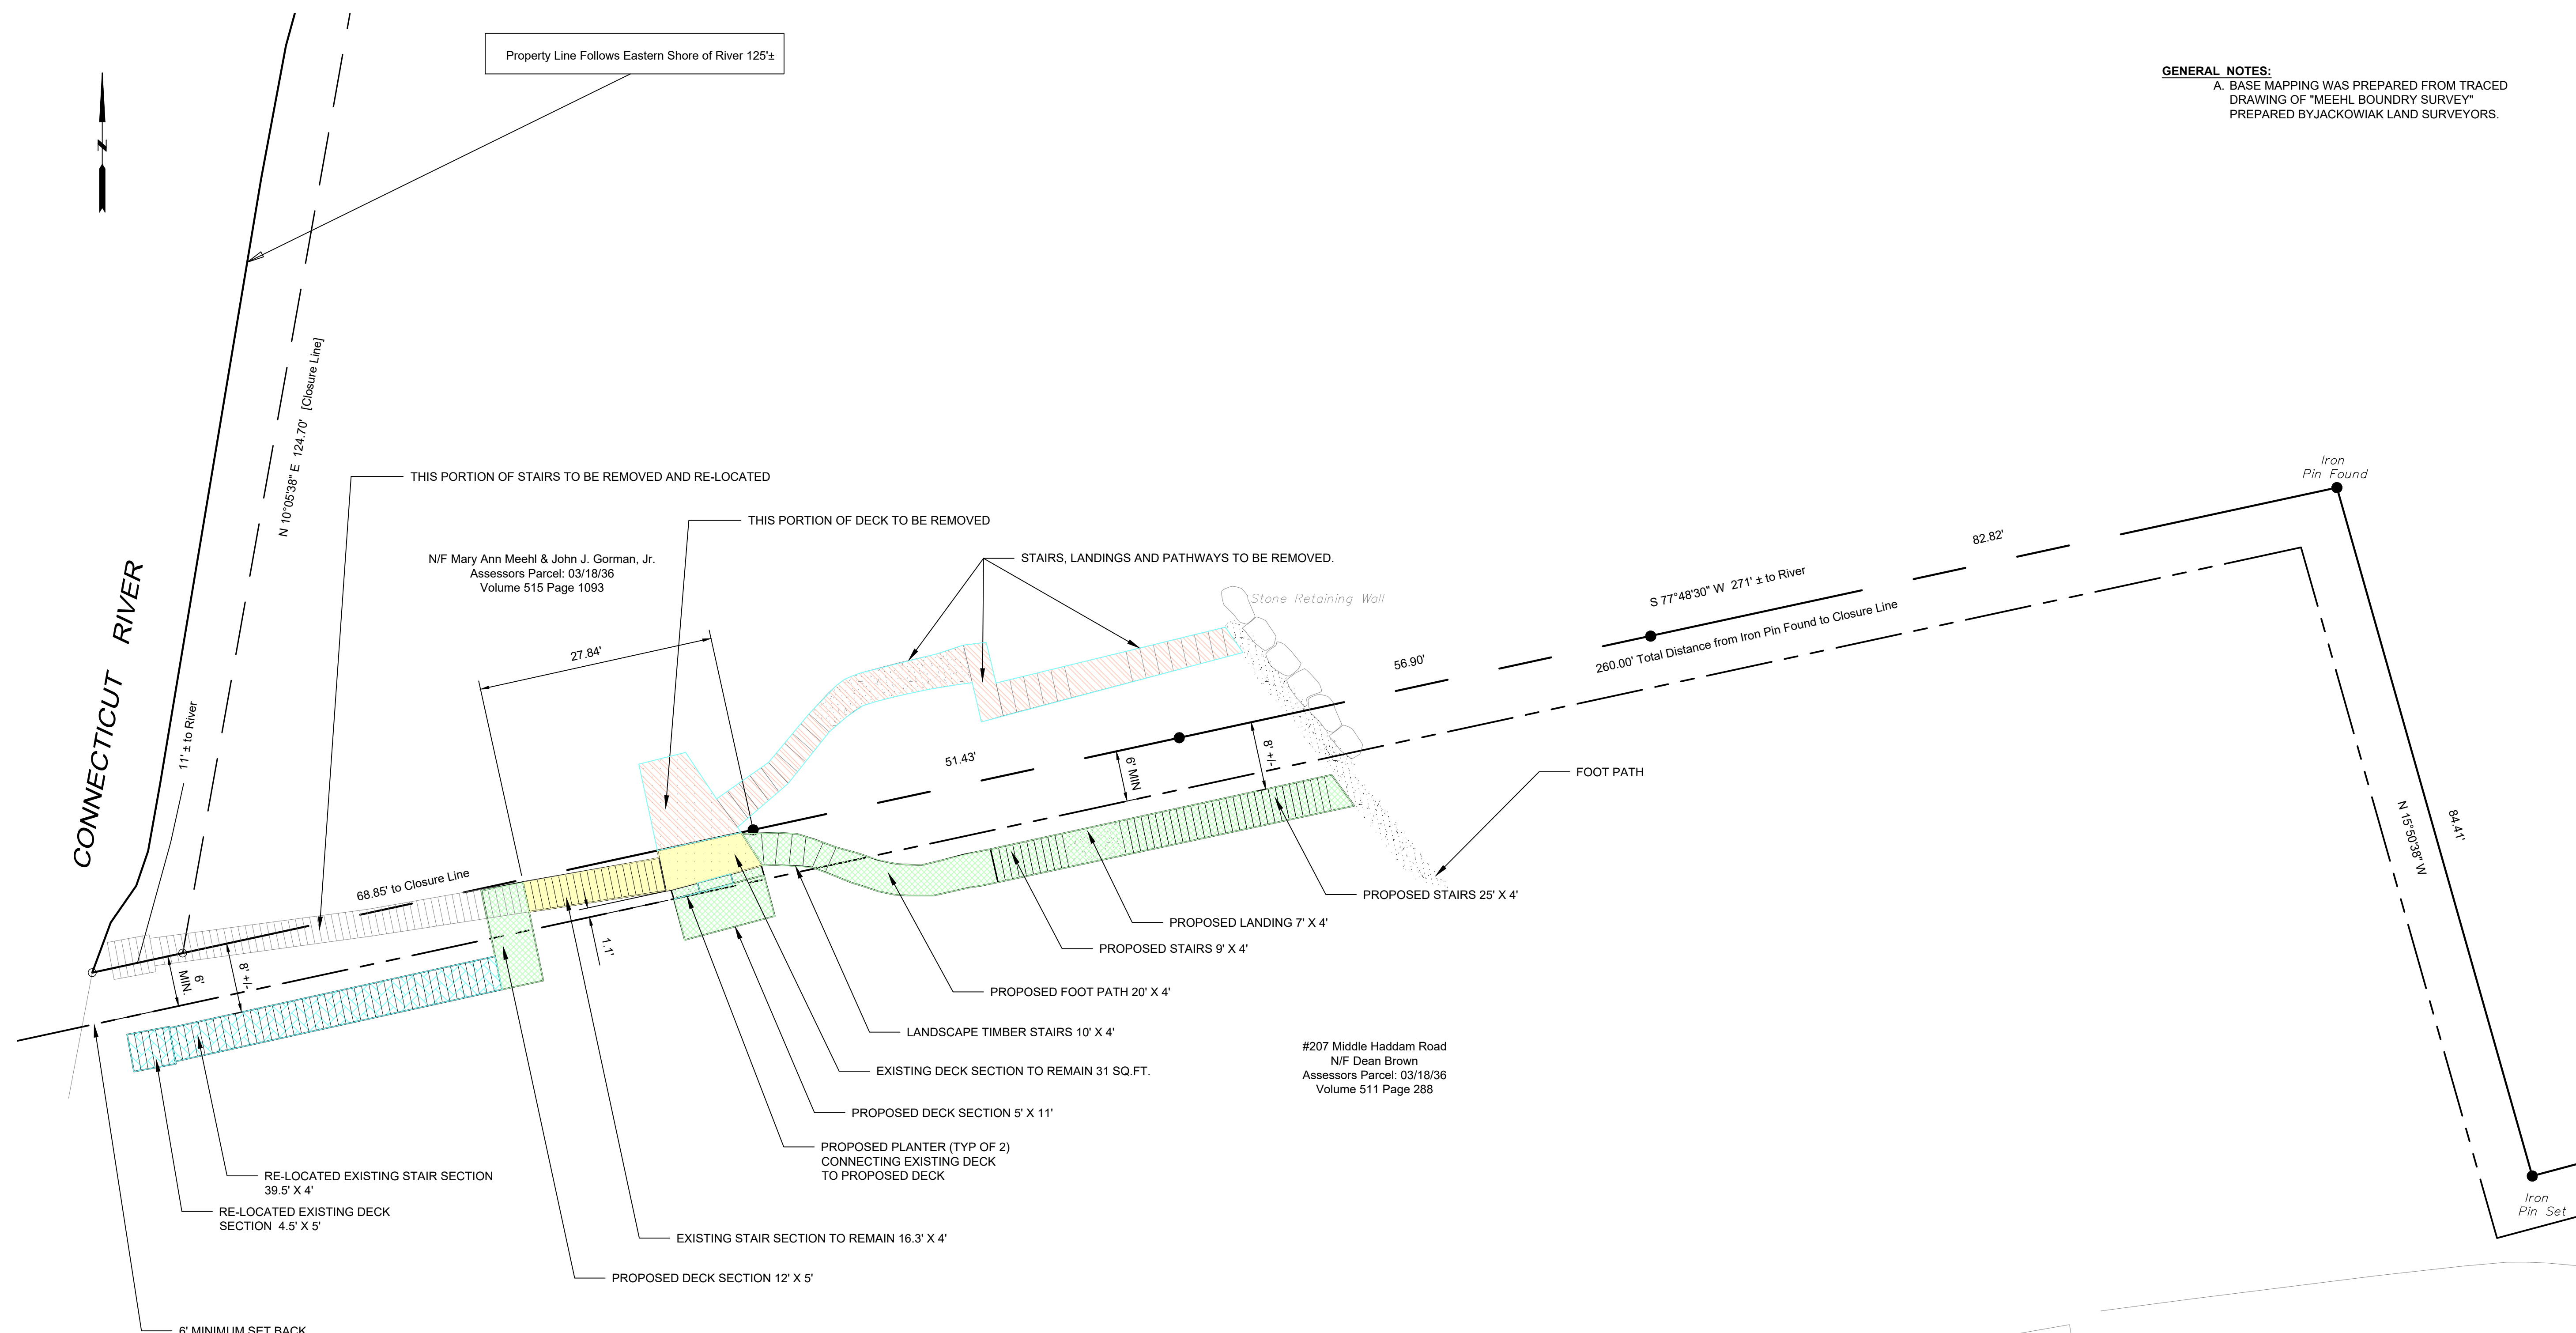 Property Line Follows Eastern Shore of River 125'±
GENERAL NOTES:
A. BASE MAPPING WAS PREPARED FROM TRACED
DRAWING OF "MEEHL BOUNDRY SURVEY"
PREPARED BYJACKOWIAK LAND SURVEYORS.
N
N 10°05'38" E 124.70' [Closure Line]
CONNECTICUT RIVER
11' ± to River
THIS PORTION OF STAIRS TO BE REMOVED AND RE-LOCATED
THIS PORTION OF DECK TO BE REMOVED
N/F Mary Ann Meehl & John J. Gorman, Jr.
Assessors Parcel: 03/18/36
Volume 515 Page 1093
STAIRS, LANDINGS AND PATHWAYS TO BE REMOVED.
Stone Retaining Wall
27.84'
Iron
Pin Found
82.82'
S 77°48'30" W 271' ± to River
260.00' Total Distance from Iron Pin Found to Closure Line
56.90'
51.43'
6' MIN
8' +/-
FOOT PATH
N 15°50'38" W
84.41'
68.85' to Closure Line
6'
MIN.
8' +/-
1.1'
PROPOSED STAIRS 25' X 4'
PROPOSED LANDING 7' X 4'
PROPOSED STAIRS 9' X 4'
PROPOSED FOOT PATH 20' X 4'
LANDSCAPE TIMBER STAIRS 10' X 4'
EXISTING DECK SECTION TO REMAIN 31 SQ.FT.
PROPOSED DECK SECTION 5' X 11'
PROPOSED PLANTER (TYP OF 2)
CONNECTING EXISTING DECK
TO PROPOSED DECK
#207 Middle Haddam Road
N/F Dean Brown
Assessors Parcel: 03/18/36
Volume 511 Page 288
RE-LOCATED EXISTING STAIR SECTION
39.5' X 4'
RE-LOCATED EXISTING DECK
SECTION 4.5' X 5'
EXISTING STAIR SECTION TO REMAIN 16.3' X 4'
PROPOSED DECK SECTION 12' X 5'
Iron
Pin Set
6' MINIMUM SET BACK